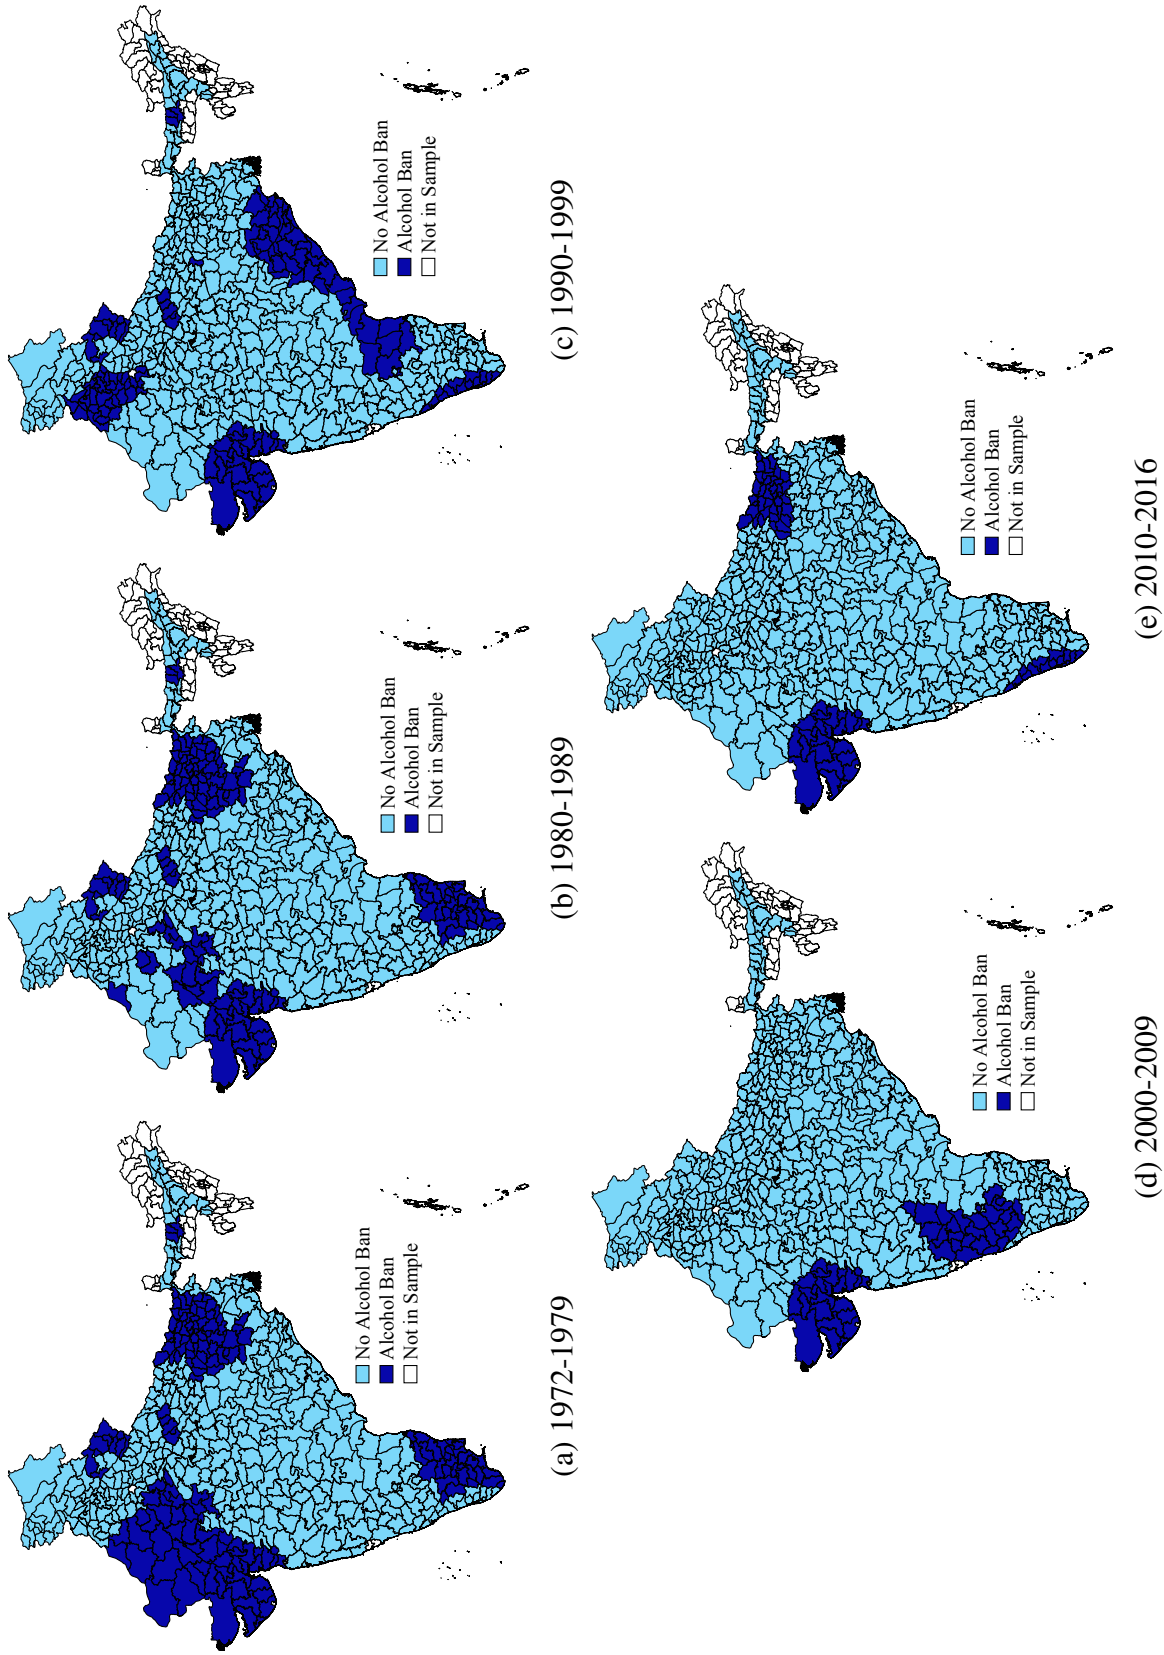 No Alcohol Ban
Alcohol Ban
Not in Sample
(a) 1972-1979
No Alcohol Ban
Alcohol Ban
Not in Sample
(b) 1980-1989
No Alcohol Ban
Alcohol Ban
Not in Sample
(c) 1990-1999
No Alcohol Ban
Alcohol Ban
Not in Sample
(d) 2000-2009
No Alcohol Ban
Alcohol Ban
Not in Sample
(e) 2010-2016